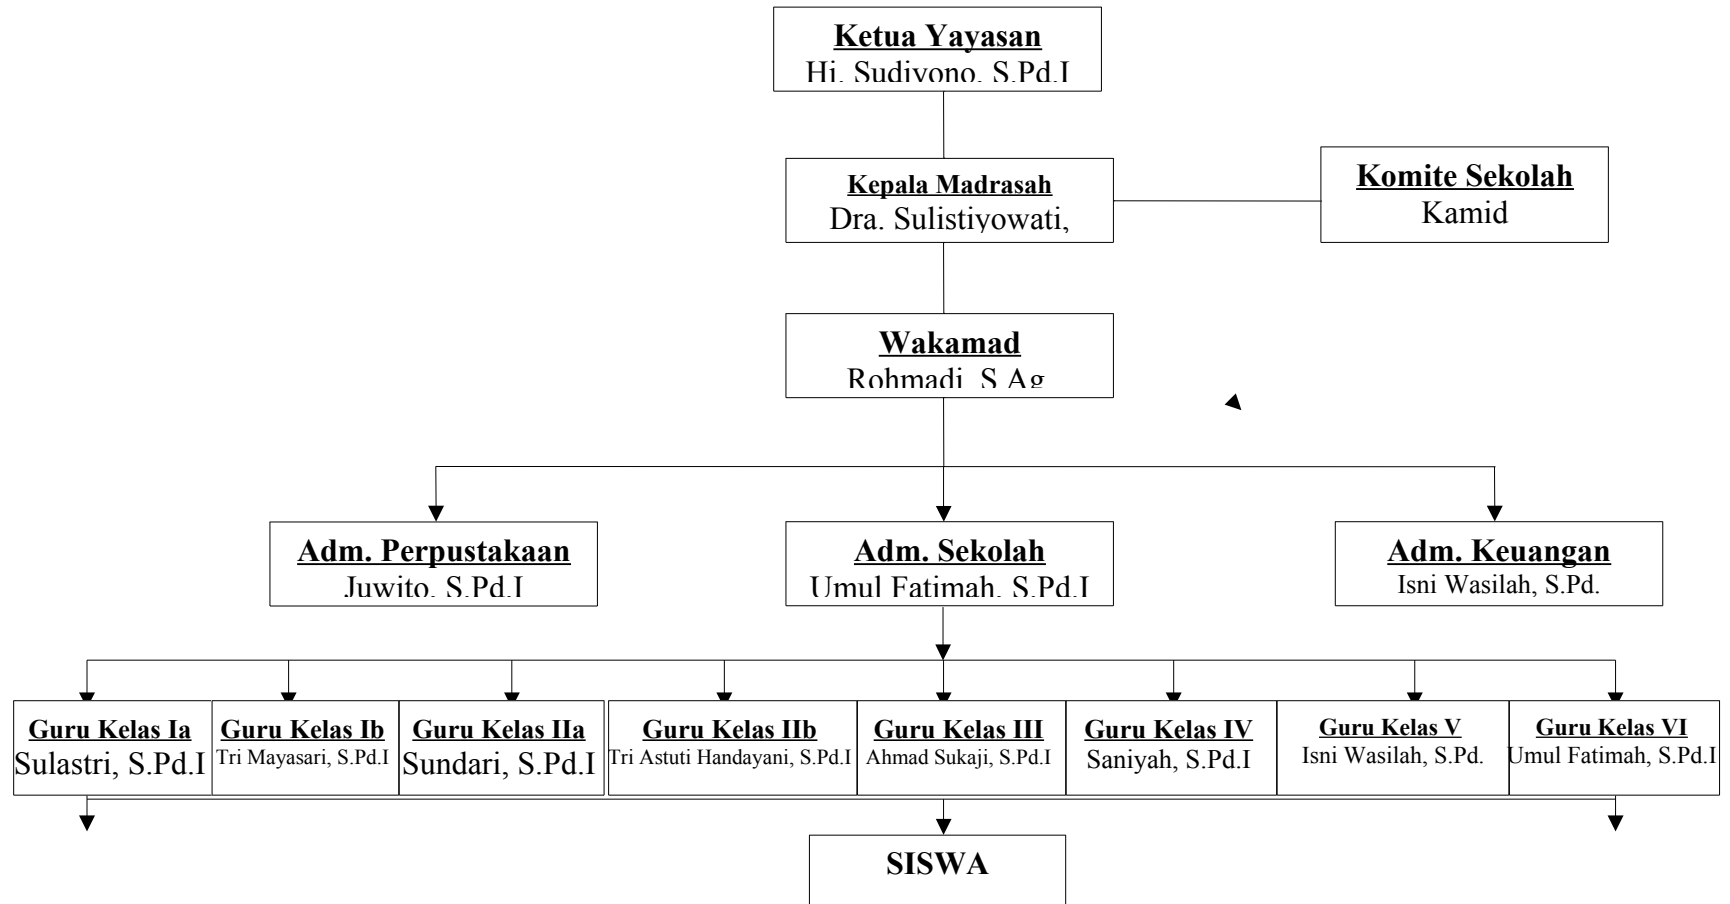 Ketua Yayasan
Hi. Sudiyono, S.Pd.I
Kepala Madrasah
Dra. Sulistiyowati,
Komite Sekolah
Kamid
Wakamad
Rohmadi, S.Ag
Adm. Perpustakaan
Juwito, S.Pd.I
Adm. Sekolah
Umul Fatimah, S.Pd.I
Adm. Keuangan
Isni Wasilah, S.Pd.
Guru Kelas Ia
Sulastri, S.Pd.I
Guru Kelas Ib
Tri Mayasari, S.Pd.I
Guru Kelas IIa
Sundari, S.Pd.I
Guru Kelas IIb
Tri Astuti Handayani, S.Pd.I
Guru Kelas III
Ahmad Sukaji, S.Pd.I
Guru Kelas IV
Saniyah, S.Pd.I
Guru Kelas V
Isni Wasilah, S.Pd.
Guru Kelas VI
Umul Fatimah, S.Pd.I
SISWA